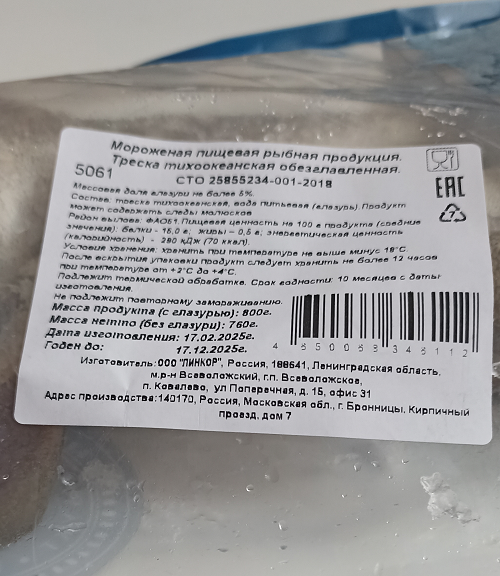 Мороженая пищевая рыбная продукция.
Треска тихоокеанская обезглавленная.
5061
СТО 25855234-001-2018
EAC
Массовая доля глазури не более 5%.
Состав: треска тихоокеанская, вода питьевая (глазурь). Продукт
может содержать следы моллюсков
7
Район вылова: ФАО61. Пищевая ценность на 100 г продукта (средние
значения): белки - 16,0 г; жиры – 0,6 г; энергетическая ценность
(калорийность) - 290 кДж (70 ккал).
Условия хранения: хранить при температуре не выше минус 18°С.
После вскрытия упаковки продукт следует хранить не более 12 часов
при температуре от +2°С до +4°С.
Подлежит термической обработке. Срок годности: 10 месяцев с даты
изготовления.
Не подлежит повторному замораживанию.
Масса продукта (с глазурью): 800г.
Масса нетто (без глазури): 760г.
Дата изготовления: 17.02.2025г.
Годен до: 17.12.2025г.
Изготовитель: ООО "ЛИНКОР", Россия, 188641, Ленинградская область,
м.р-н Всеволожский, г.п. Всеволожское,
п. Ковалево, ул Поперечная, д. 15, офис 31
Адрес производства: 140170, Россия, Московская обл., г. Бронницы, Кирпичный
проезд, дом 7